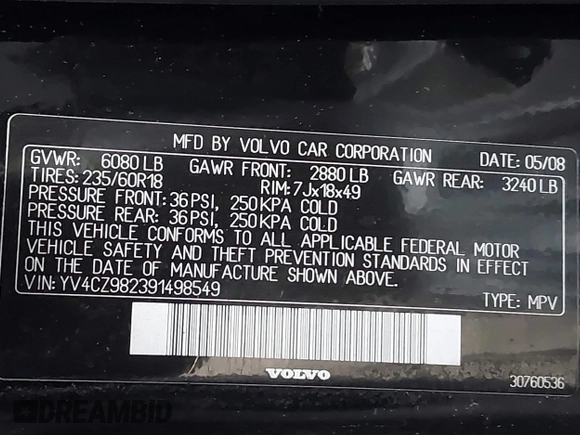 MFD BY VOLVO CAR CORPORATION DATE: 05/08
GVWR: 6080 LB GAWR FRONT: 2880 LB GAWR REAR: 3240 LB
TIRES: 235/60R18 RIM: 7Jx18x49
PRESSURE FRONT: 36 PSI, 250 KPA COLD
PRESSURE REAR: 36 PSI, 250 KPA COLD
THIS VEHICLE CONFORMS TO ALL APPLICABLE FEDERAL MOTOR
VEHICLE SAFETY AND THEFT PREVENTION STANDARDS IN EFFECT
ON THE DATE OF MANUFACTURE SHOWN ABOVE.
VIN: YV4CZ982391498549 TYPE: MPV
VOLVO 30760536
DREAMBID